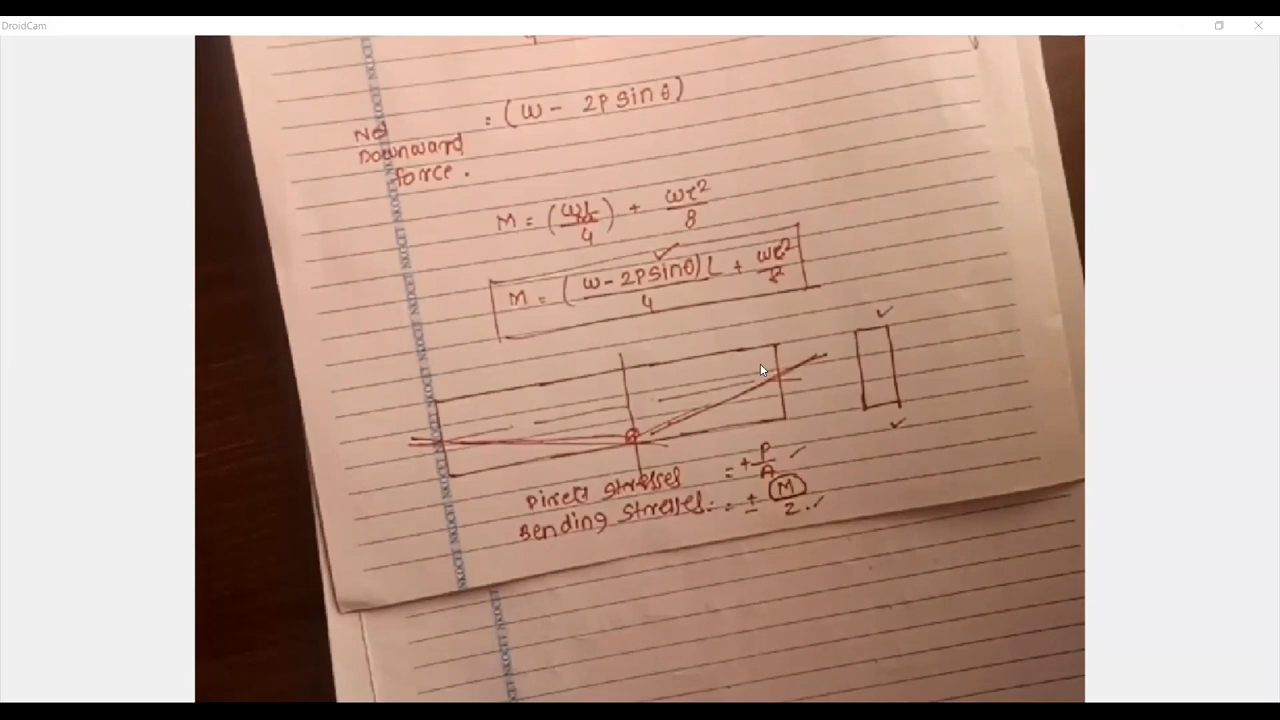 DroidCam
Net
Downward
force.
: (W - 2P sin θ)
M = (WL/4) + wl²/8
M = (W - 2P sin θ)L/4 + wl²/8
Direct stresses = + P/A
Bending stresses. = ± M/Z